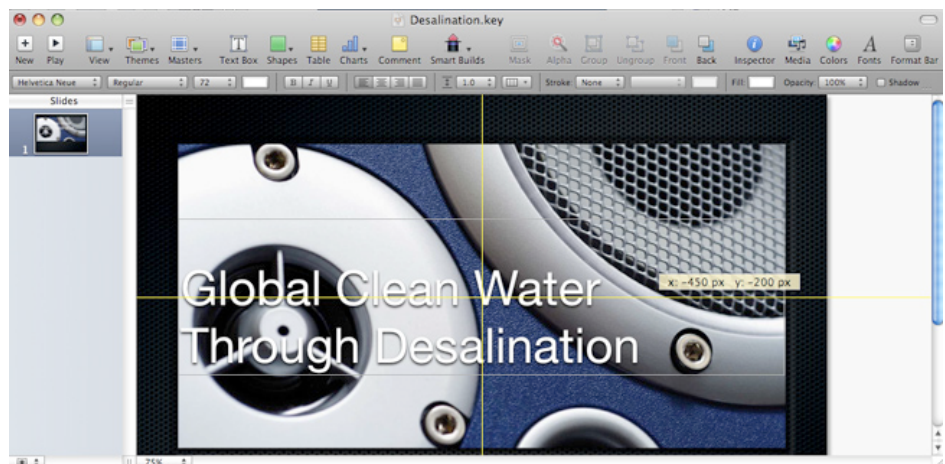 Desalination.key
New Play View Themes Masters Text Box Shapes Table Charts Comment Smart Builds Mask Alpha Group Ungroup Front Back Inspector Media Colors Fonts Format Bar
Helvetica Neue Regular 72 B I U 1.0 Stroke: None Fill: Opacity: 100% Shadow
Slides
1
Global Clean Water
x: -450 px y: -200 px
Through Desalination
75%